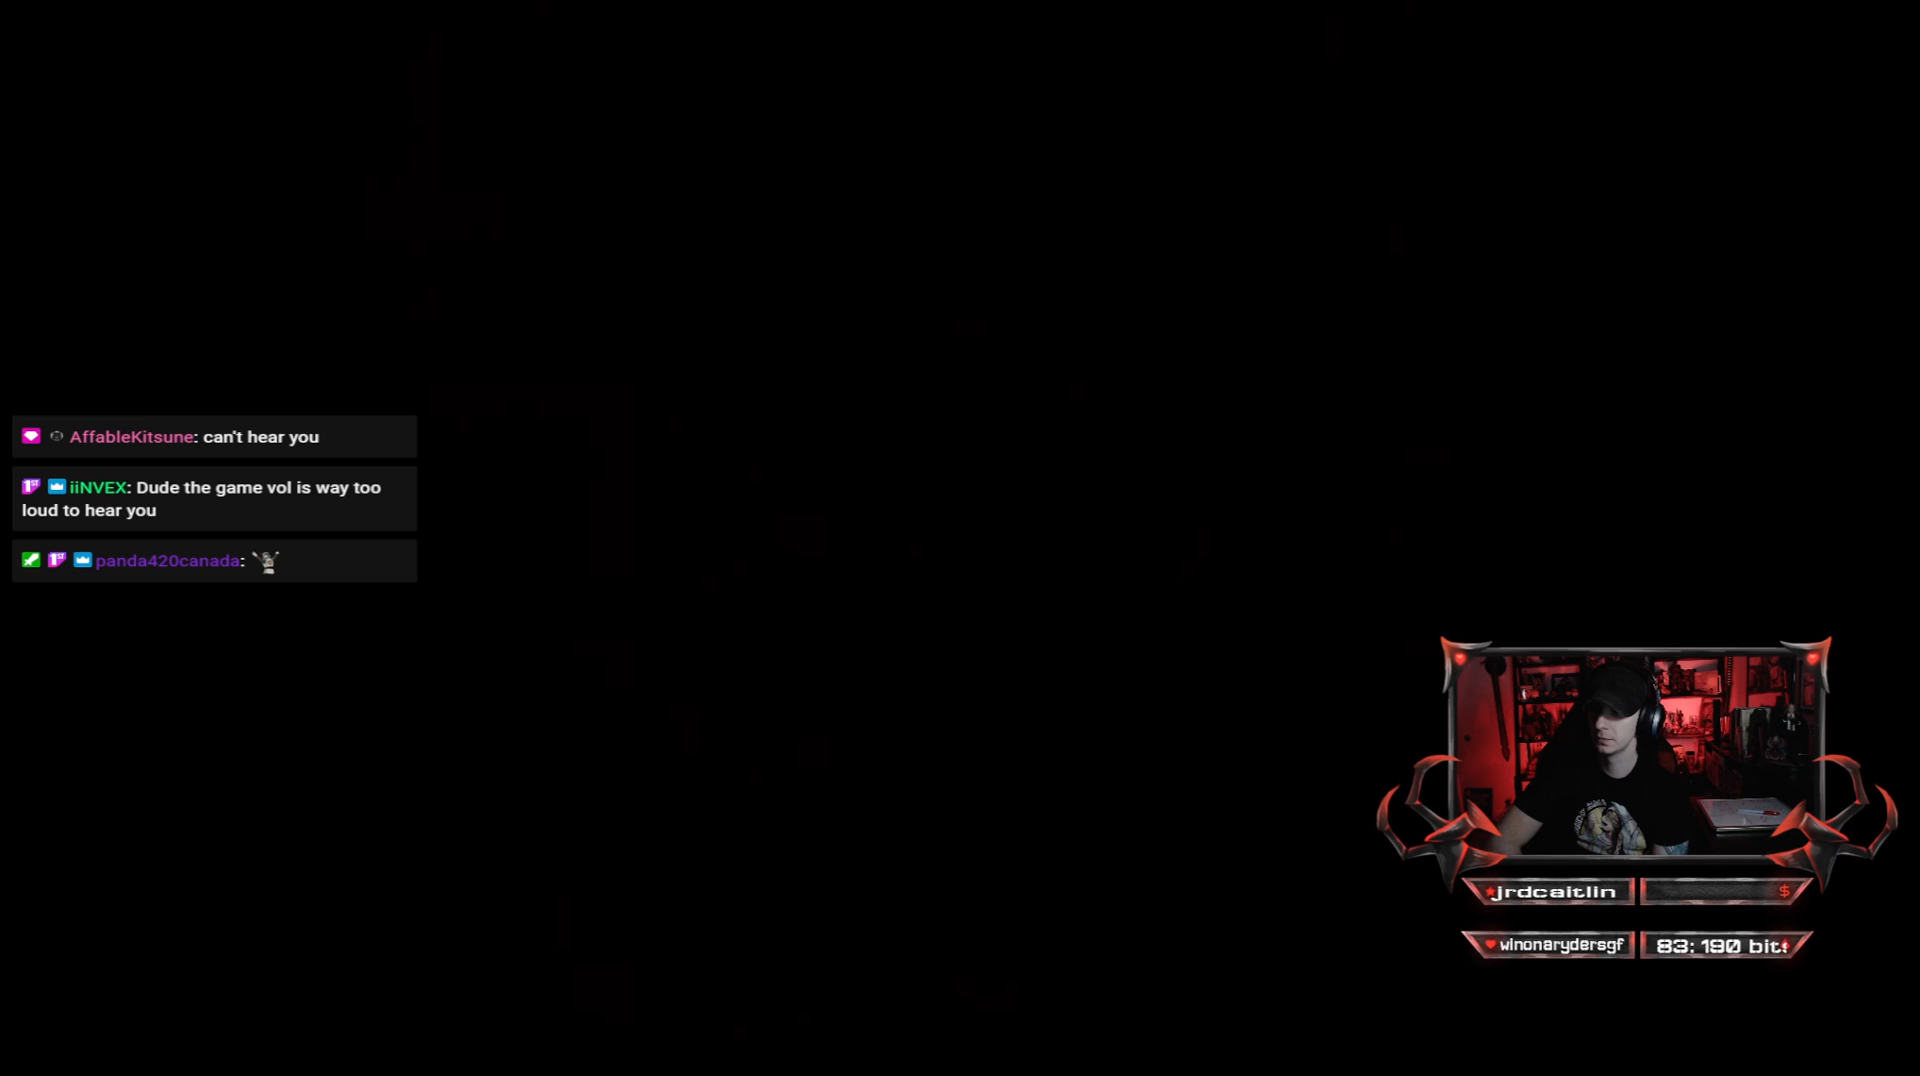 AffableKitsune: can't hear you
iiNVEX: Dude the game vol is way too
loud to hear you
panda420canada:
jrdcaitlin
$
winonarydersgf
83: 190 bit